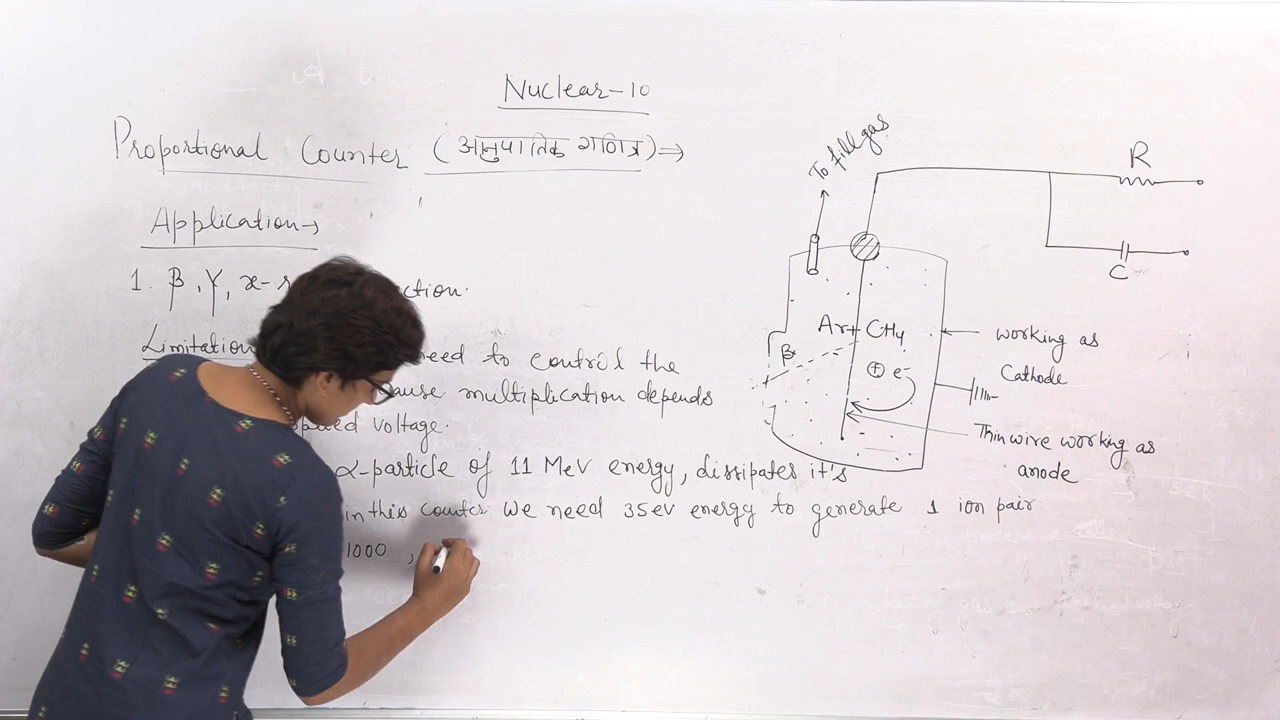 Nuclear-10
Proportional Counter (आनुपातिक गणित्र)⇒
Application→
1. β, γ, x-
ction.
Limitation
need to control the
ause multiplication depends
voltage.
α-particle of 11 MeV energy, dissipates it's
in this counter we need 35ev energy to generate 1 ion pair
1000 ,
To fill gas
R
C
Ar+ CH4
β
+ e-
working as
Cathode
Thin wire working as
anode